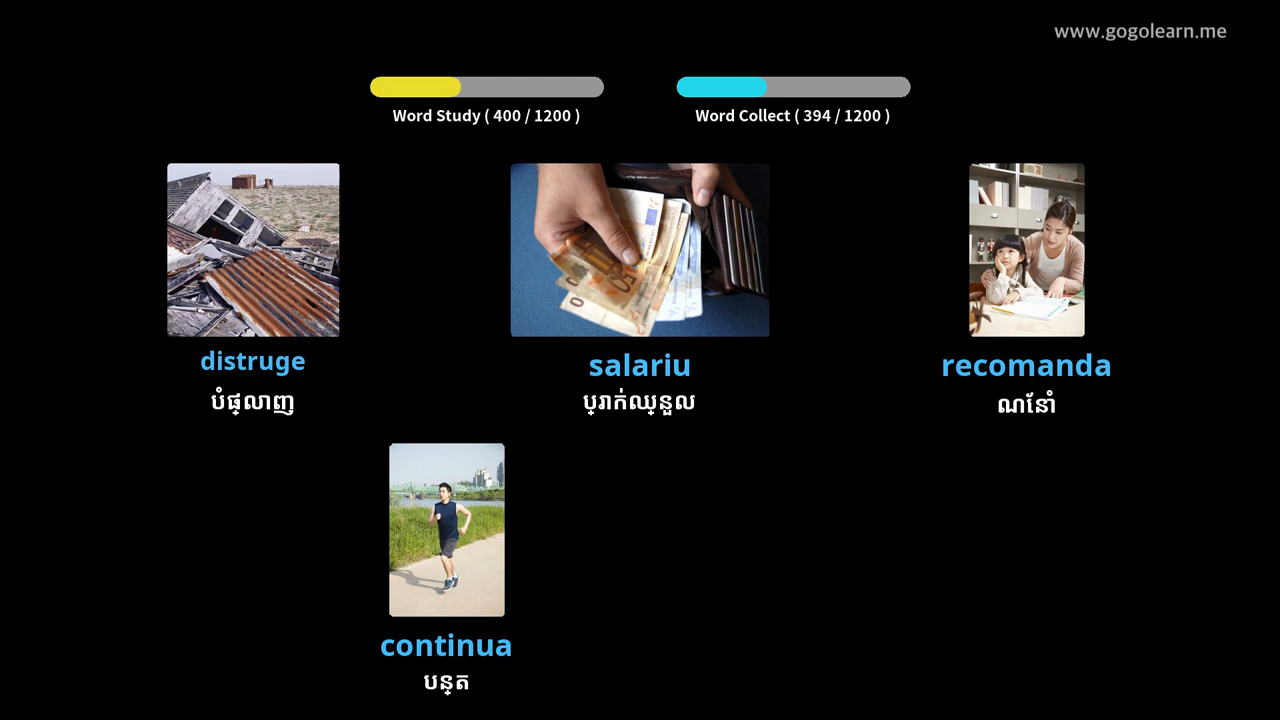 www.gogolearn.me
Word Study ( 400 / 1200 )
Word Collect ( 394 / 1200 )
distruge
បំផ្លាញ
salariu
ប្រាក់ឈ្នួល
recomanda
ណែនាំ
continua
បន្ត